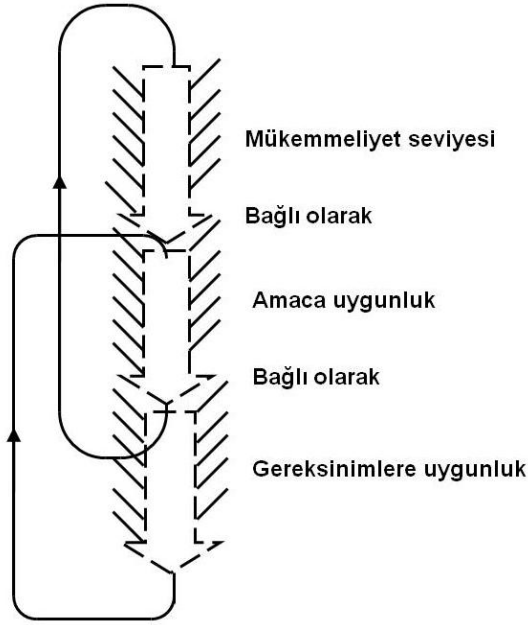 Mükemmeliyet seviyesi
Bağlı olarak
Amaca uygunluk
Bağlı olarak
Gereksinimlere uygunluk